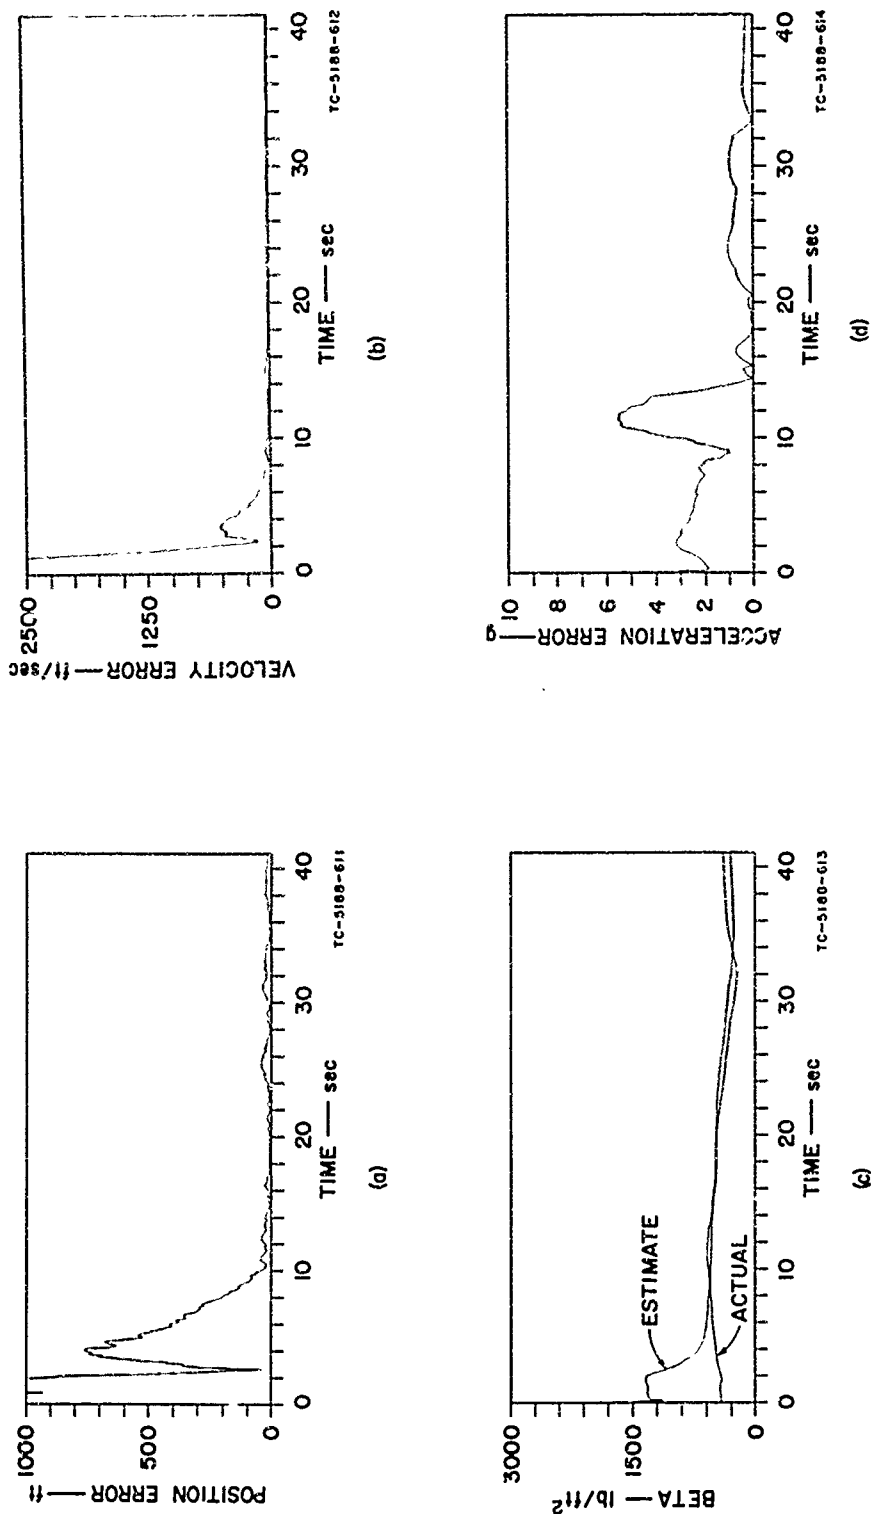 1000
500
0
POSITION ERROR — ft
0
10
20
30
40
TIME — sec
TC-5188-611
(a)
2500
1250
0
VELOCITY ERROR — ft/sec
0
10
20
30
40
TIME — sec
TC-5188-612
(b)
3000
1500
0
BETA — lb/ft²
ESTIMATE
ACTUAL
0
10
20
30
40
TIME — sec
TC-5188-613
(c)
10
8
6
4
2
0
ACCELERATION ERROR — g
0
10
20
30
40
TIME — sec
TC-5188-614
(d)